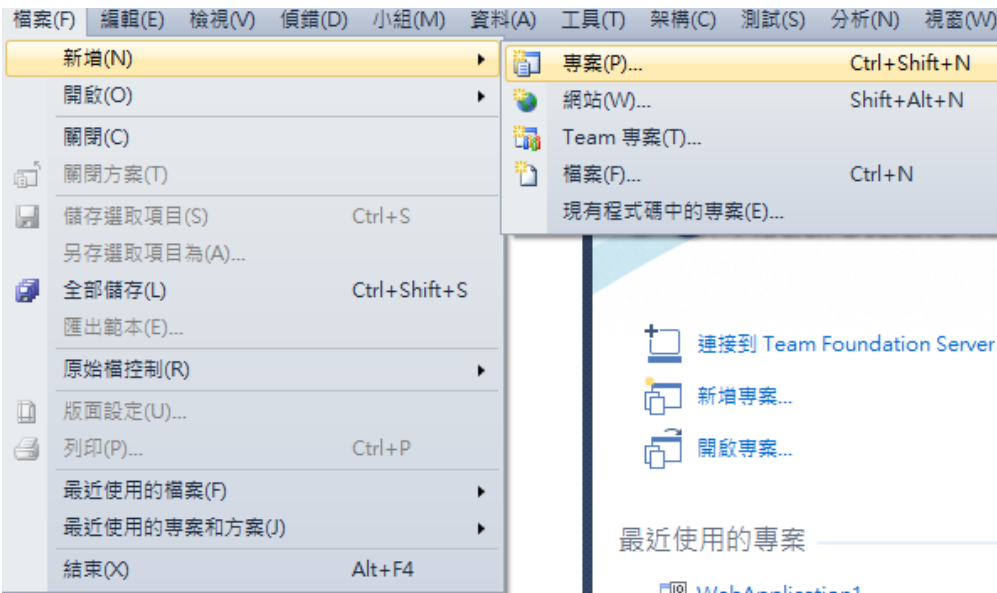 檔案(F) 編輯(E) 檢視(V) 偵錯(D) 小組(M) 資料(A) 工具(T) 架構(C) 測試(S) 分析(N) 視窗(W)
新增(N)
開啟(O)
關閉(C)
關閉方案(T)
儲存選取項目(S) Ctrl+S
另存選取項目為(A)...
全部儲存(L) Ctrl+Shift+S
匯出範本(E)...
原始檔控制(R)
版面設定(U)...
列印(P)... Ctrl+P
最近使用的檔案(F)
最近使用的專案和方案(J)
結束(X) Alt+F4
專案(P)... Ctrl+Shift+N
網站(W)... Shift+Alt+N
Team 專案(T)...
檔案(F)... Ctrl+N
現有程式碼中的專案(E)...
連接到 Team Foundation Server
新增專案...
開啟專案...
最近使用的專案
WebApplication1